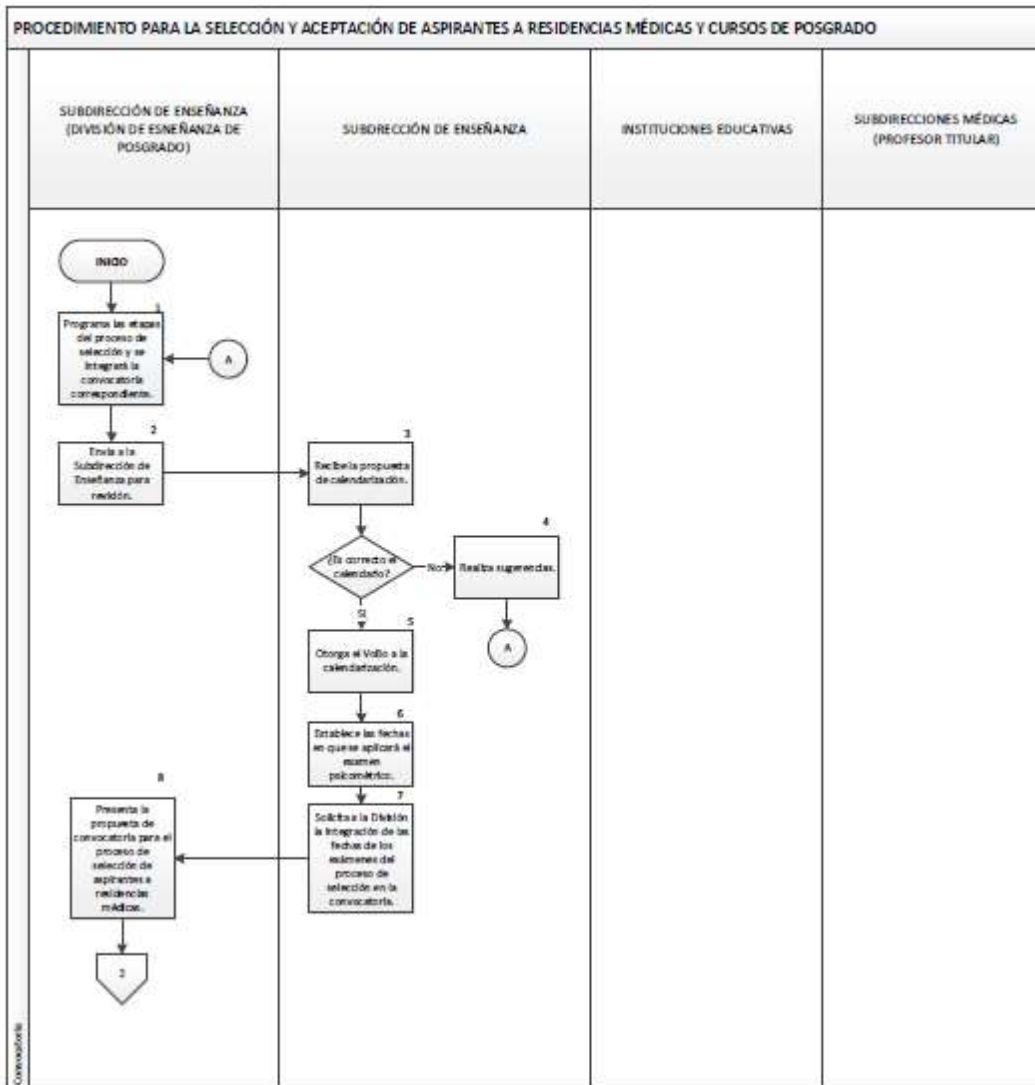 PROCEDIMIENTO PARA LA SELECCIÓN Y ACEPTACIÓN DE ASPIRANTES A RESIDENCIAS MÉDICAS Y CURSOS DE POSGRADO
SUBDIRECCIÓN DE ENSEÑANZA
(DIVISIÓN DE ESNEÑANZA DE
POSGRADO)
SUBDRECCIÓN DE ENSEÑANZA
INSTITUCIONES EDUCATIVAS
SUBDIRECCIONES MÉDICAS
(PROFESOR TITULAR)
INICIO
1
Programa las etapas
del proceso de
selección y se
integrará la
convocatoria
correspondiente.
A
2
Envía a la
Subdirección de
Enseñanza para
revisión.
3
Recibe la propuesta
de calendarización.
¿Es correcto el
calendario?
No
4
Realiza sugerencias.
A
Sí
5
Otorga el VoBo a la
calendarización.
6
Establece las fechas
en que se aplicará el
examen
psicométrico.
7
Solicita a la División
la integración de las
fechas de los
exámenes del
proceso de
selección en la
convocatoria.
8
Presenta la
propuesta de
convocatoria para el
proceso de
selección de
aspirantes a
residencias
médicas.
2
Convocatoria